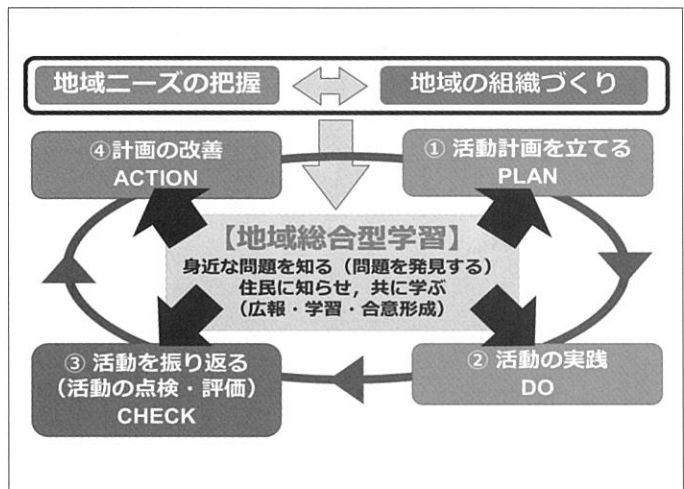 地域ニーズの把握
地域の組織づくり
④計画の改善
ACTION
① 活動計画を立てる
PLAN
【地域総合型学習】
身近な問題を知る（問題を発見する）
住民に知らせ，共に学ぶ
（広報・学習・合意形成）
③ 活動を振り返る
（活動の点検・評価）
CHECK
② 活動の実践
DO